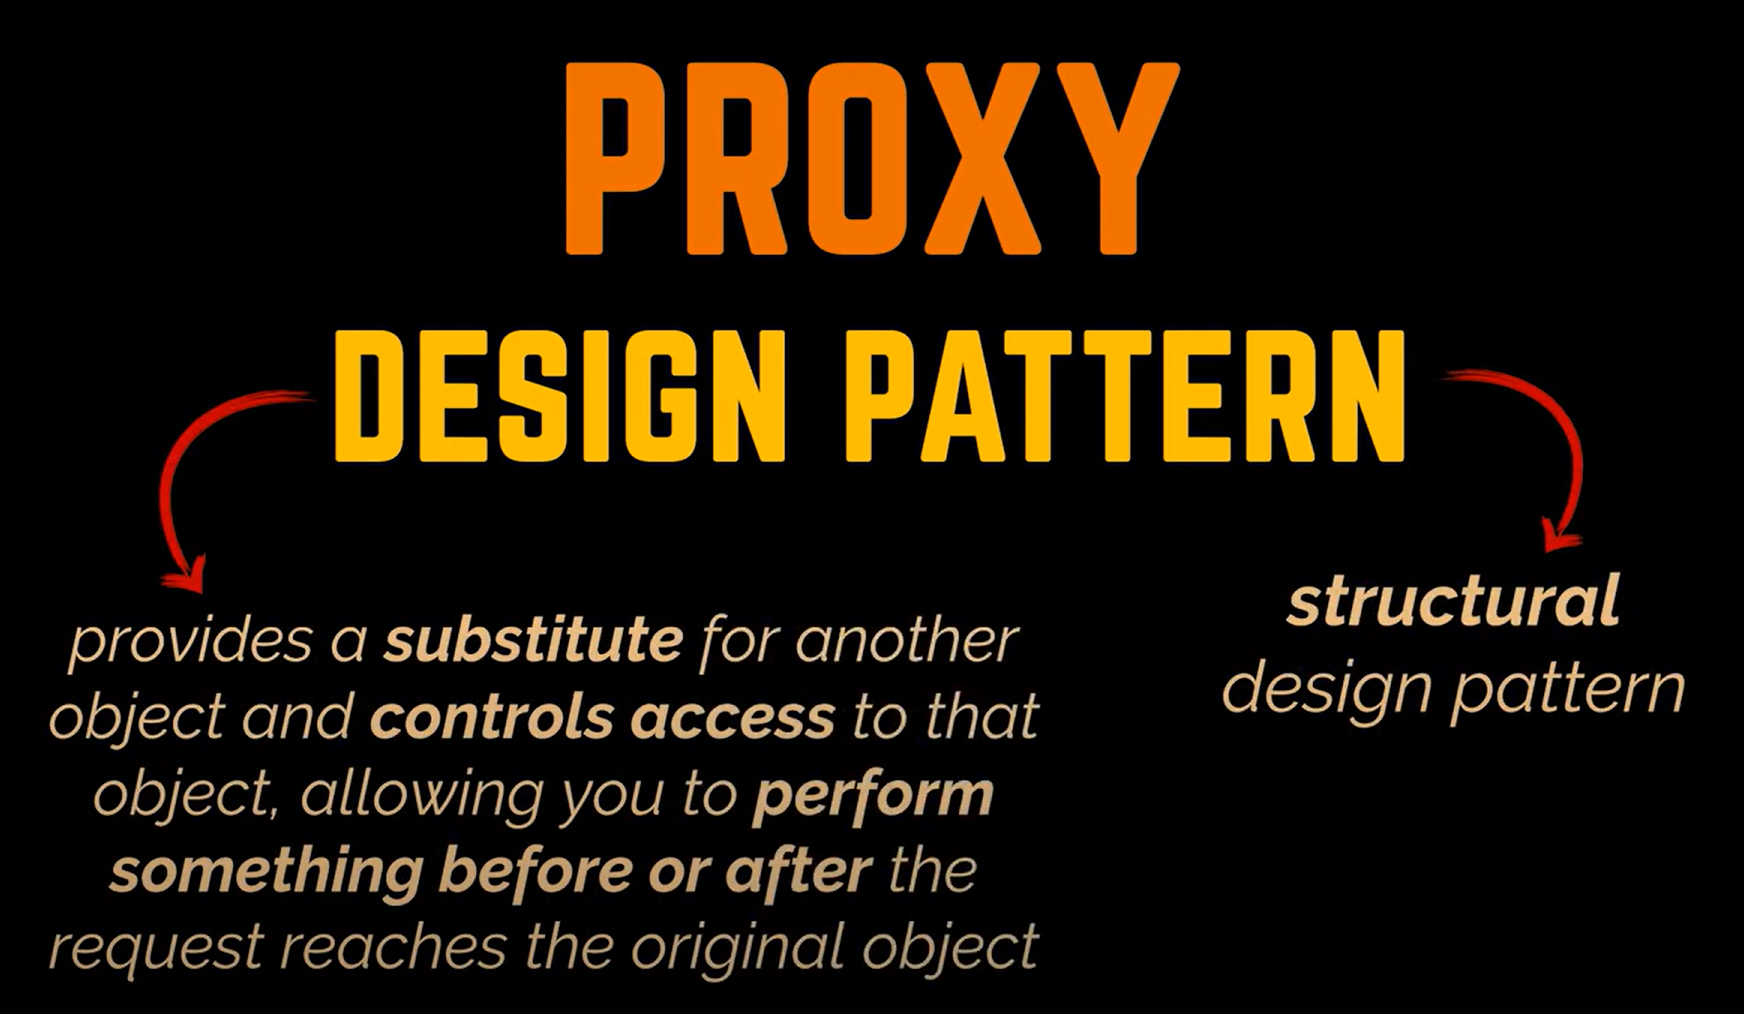 PROXY
DESIGN PATTERN
provides a substitute for another
object and controls access to that
object, allowing you to perform
something before or after the
request reaches the original object
structural
design pattern